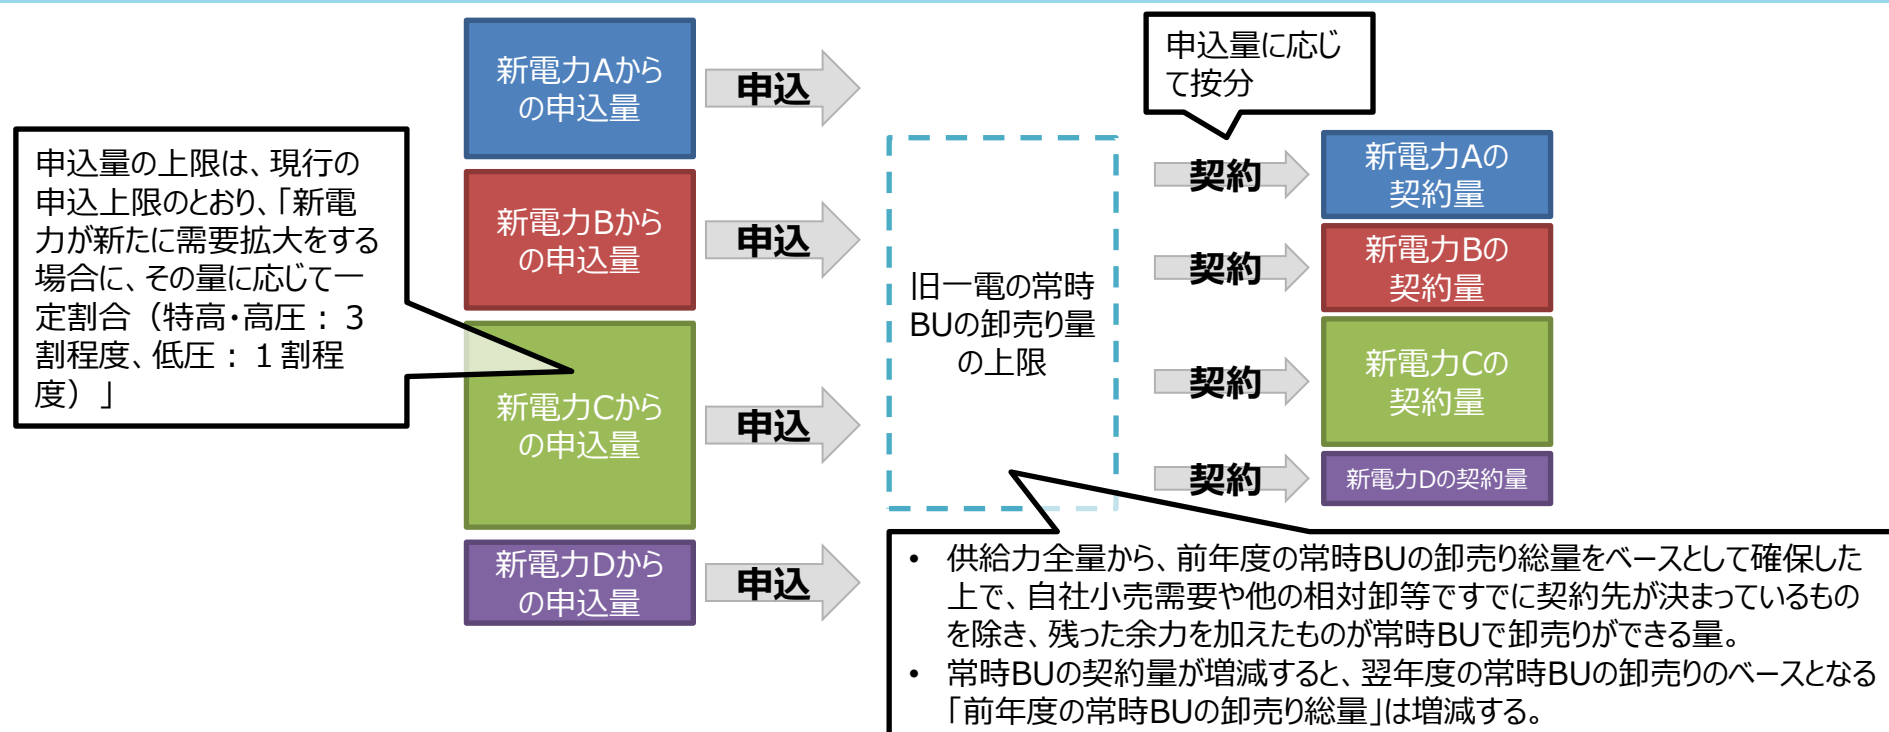 新電力Aから
の申込量
申込
申込量に応じ
て按分
申込量の上限は、現行の
申込上限のとおり、「新電
力が新たに需要拡大をする
場合に、その量に応じて一
定割合（特高・高圧：３
割程度、低圧：１割程
度）」
新電力Bから
の申込量
申込
新電力Cから
の申込量
申込
新電力Dから
の申込量
申込
旧一電の常時
BUの卸売り量
の上限
契約
新電力Aの
契約量
契約
新電力Bの
契約量
契約
新電力Cの
契約量
契約
新電力Dの契約量
• 供給力全量から、前年度の常時BUの卸売り総量をベースとして確保した
上で、自社小売需要や他の相対卸等ですでに契約先が決まっているもの
を除き、残った余力を加えたものが常時BUで卸売りができる量。
• 常時BUの契約量が増減すると、翌年度の常時BUの卸売りのベースとなる
「前年度の常時BUの卸売り総量」は増減する。